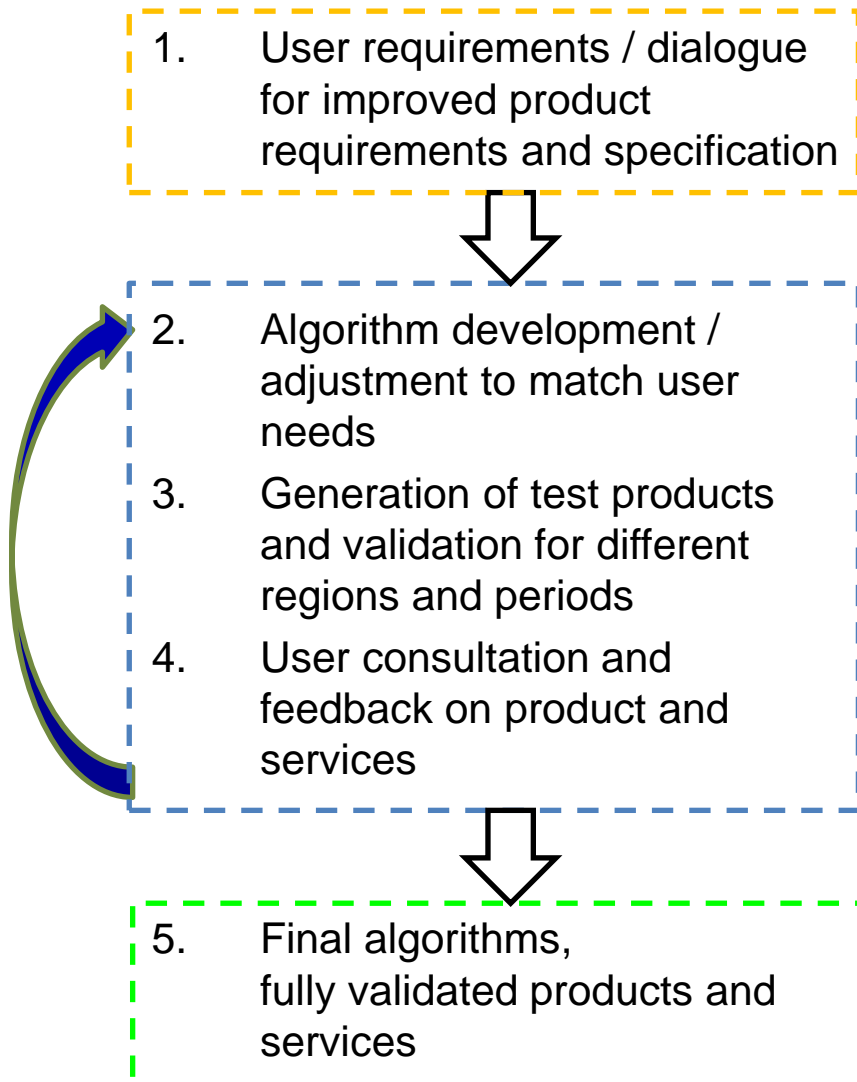 1. User requirements / dialogue
for improved product
requirements and specification
2. Algorithm development /
adjustment to match user
needs
3. Generation of test products
and validation for different
regions and periods
4. User consultation and
feedback on product and
services
5. Final algorithms,
fully validated products and
services